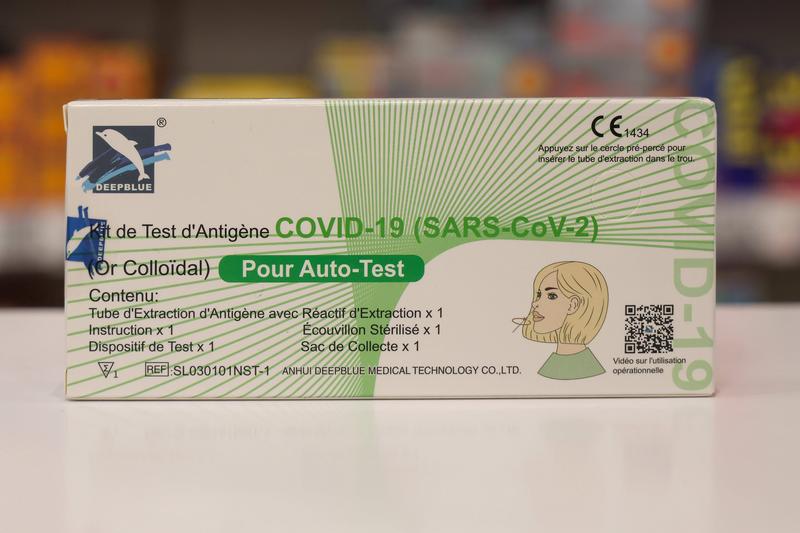 ®
DEEPBLUE
CE 1434
Appuyez sur le cercle pré-percé pour
insérer le tube d'extraction dans le trou.
Kit de Test d'Antigène COVID-19 (SARS-CoV-2)
(Or Colloïdal) Pour Auto-Test
Contenu:
Tube d'Extraction d'Antigène avec Réactif d'Extraction x 1
Instruction x 1 Écouvillon Stérilisé x 1
Dispositif de Test x 1 Sac de Collecte x 1
Σ 1 REF :SL030101NST-1 ANHUI DEEPBLUE MEDICAL TECHNOLOGY CO.,LTD.
Vidéo sur l'utilisation
opérationnelle
COVID-19
DEEPBLUE